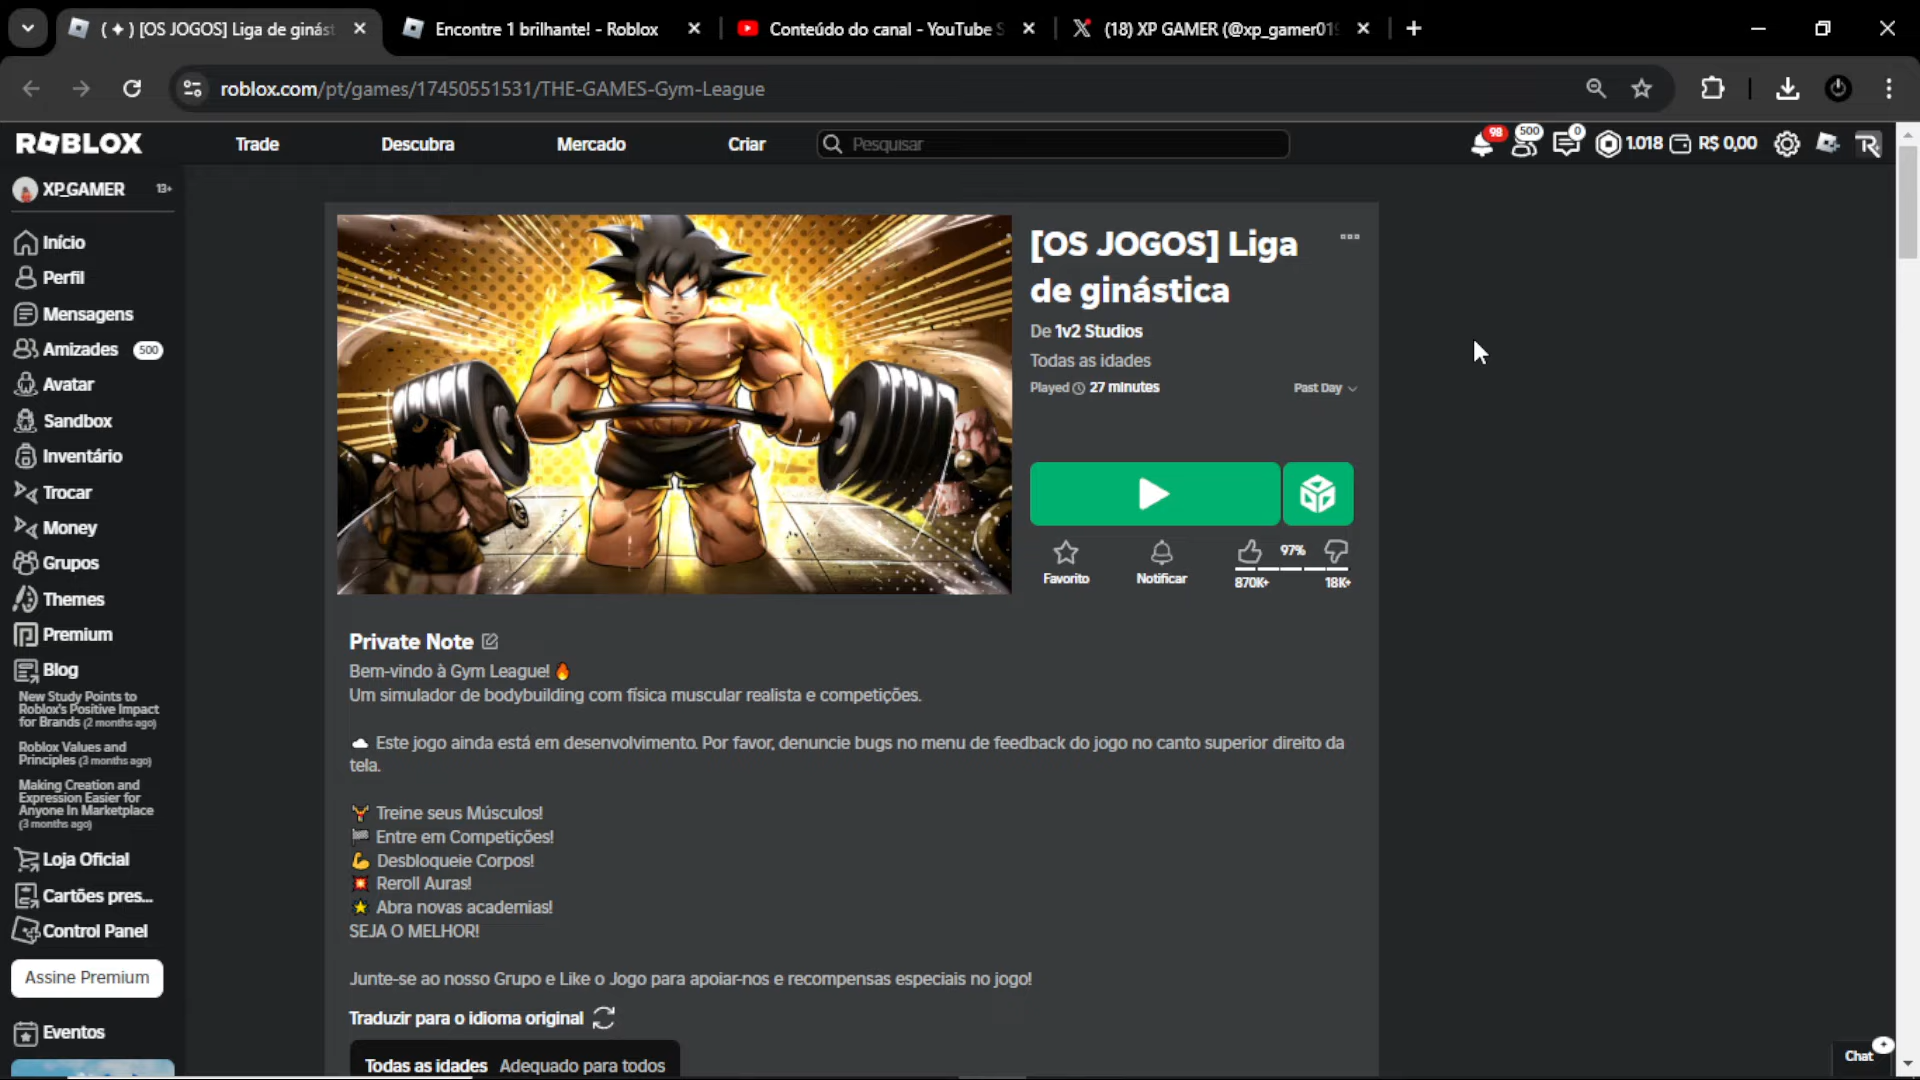 ( ✦ ) [OS JOGOS] Liga de ginást
Encontre 1 brilhante! - Roblox
Conteúdo do canal - YouTube S
(18) XP GAMER (@xp_gamer019
roblox.com/pt/games/17450551531/THE-GAMES-Gym-League
ROBLOX
Trade
Descubra
Mercado
Criar
Pesquisar
98
500
0
1.018
R$ 0,00
XP_GAMER
13+
Início
Perfil
Mensagens
Amizades
500
Avatar
Sandbox
Inventário
Trocar
Money
Grupos
Themes
Premium
Blog
New Study Points to
Roblox's Positive Impact
for Brands (2 months ago)
Roblox Values and
Principles (3 months ago)
Making Creation and
Expression Easier for
Anyone In Marketplace
(3 months ago)
Loja Oficial
Cartões pres...
Control Panel
Assine Premium
Eventos
[OS JOGOS] Liga
de ginástica
De 1v2 Studios
Todas as idades
Played 27 minutes
Past Day
Favorito
Notificar
97%
870K+
18K+
Private Note
Bem-vindo à Gym League! 🔥
Um simulador de bodybuilding com física muscular realista e competições.
☁️ Este jogo ainda está em desenvolvimento. Por favor, denuncie bugs no menu de feedback do jogo no canto superior direito da
tela.
🏋️ Treine seus Músculos!
🏁 Entre em Competições!
💪 Desbloqueie Corpos!
💥 Reroll Auras!
🌟 Abra novas academias!
SEJA O MELHOR!
Junte-se ao nosso Grupo e Like o Jogo para apoiar-nos e recompensas especiais no jogo!
Traduzir para o idioma original
Todas as idades Adequado para todos
Chat